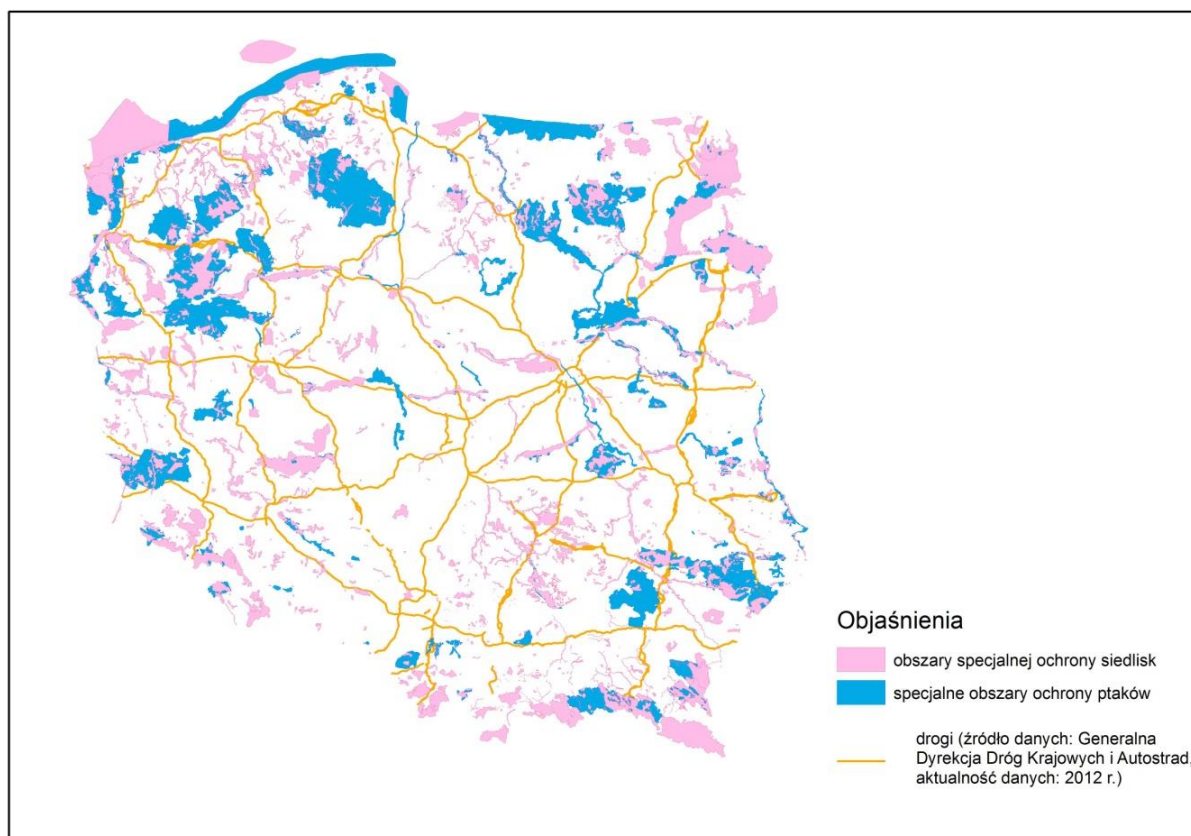 Objaśnienia
obszary specjalnej ochrony siedlisk
specjalne obszary ochrony ptaków
drogi (źródło danych: Generalna
Dyrekcja Dróg Krajowych i Autostrad,
aktualność danych: 2012 r.)